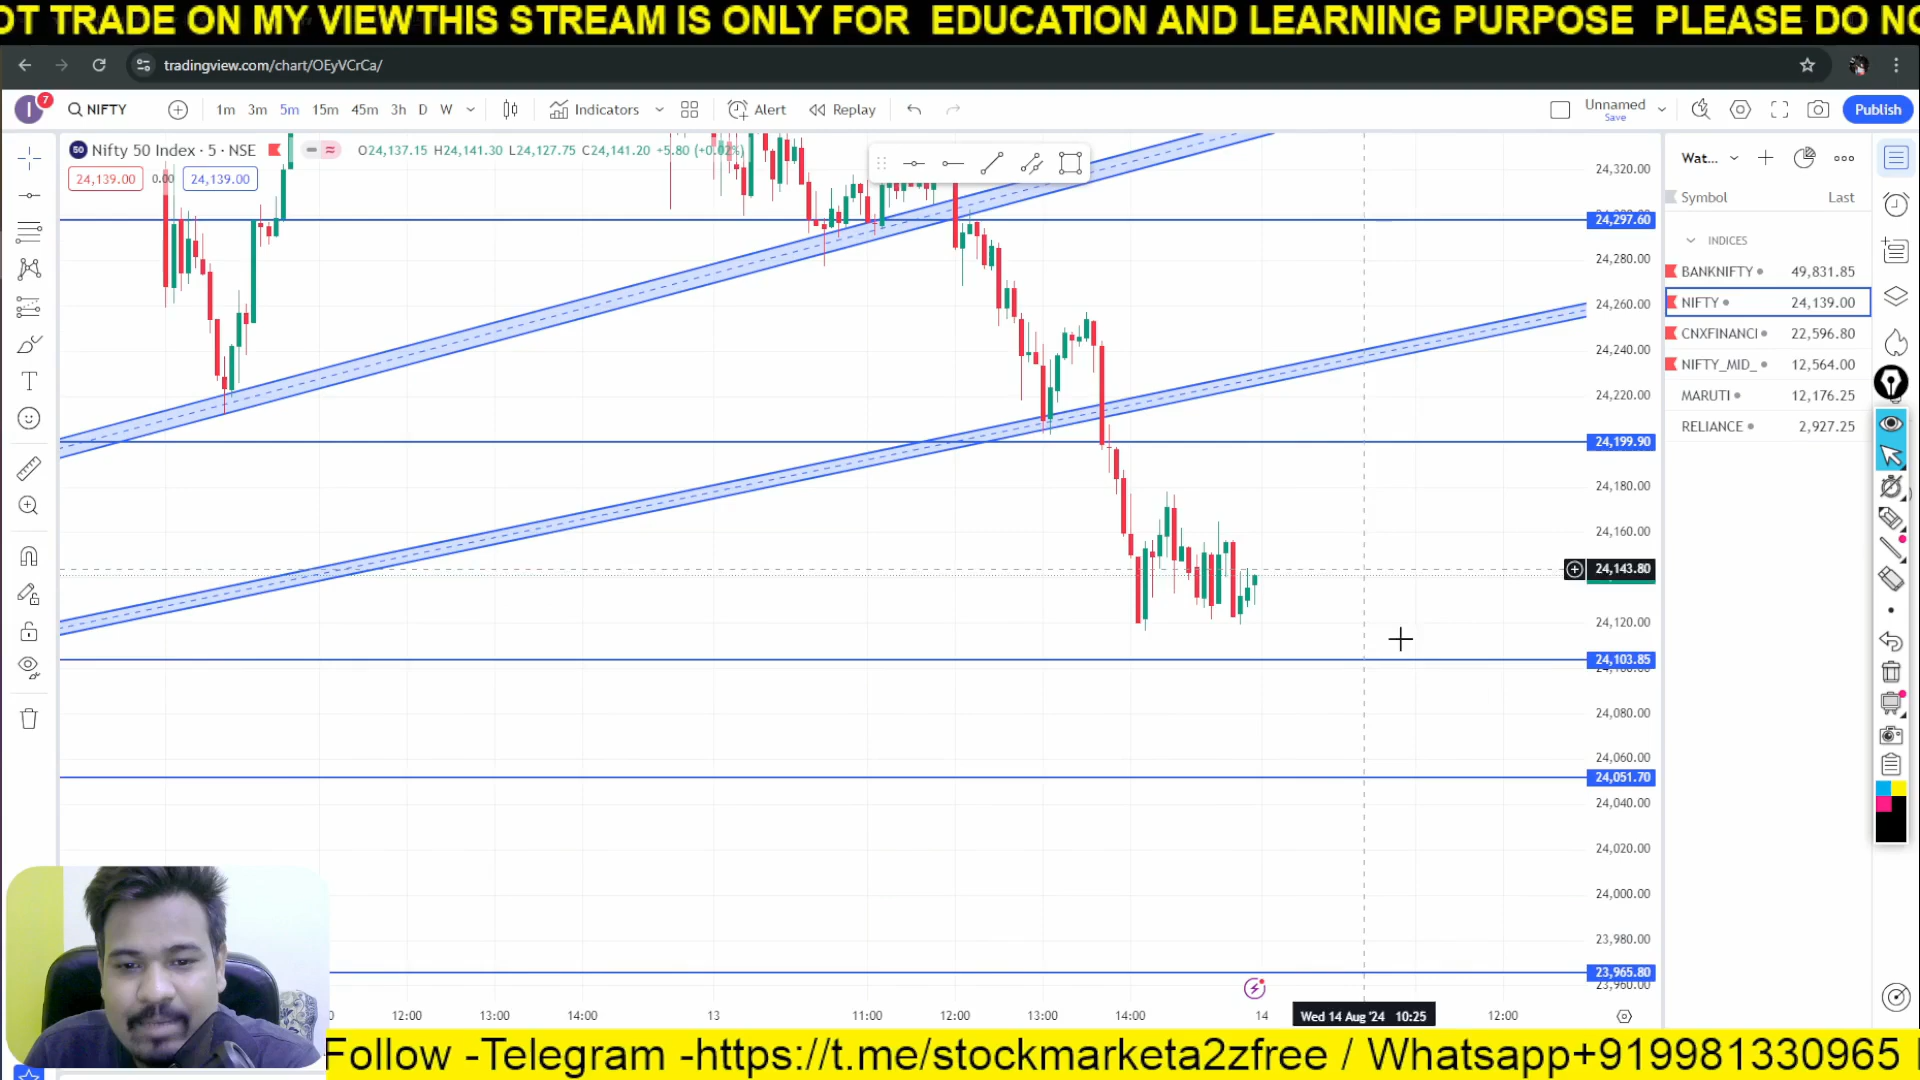 OT TRADE ON MY VIEWTHIS STREAM IS ONLY FOR EDUCATION AND LEARNING PURPOSE PLEASE DO NO
tradingview.com/chart/OEyVCrCa/
I 7 NIFTY 1m 3m 5m 15m 45m 3h D W Indicators Alert Replay Unnamed Save Publish
50 Nifty 50 Index · 5 · NSE O24,137.15 H24,141.30 L24,127.75 C24,141.20 +5.80 (+0.02%)
24,139.00 0.00 24,139.00
Wat...
Symbol Last
INDICES
BANKNIFTY 49,831.85
NIFTY 24,139.00
CNXFINANCI 22,596.80
NIFTY_MID_ 12,564.00
MARUTI 12,176.25
RELIANCE 2,927.25
24,320.00
24,297.60
24,280.00
24,260.00
24,240.00
24,220.00
24,199.90
24,180.00
24,160.00
24,143.80
24,120.00
24,103.85
24,080.00
24,060.00
24,051.70
24,040.00
24,020.00
24,000.00
23,980.00
23,965.80
23,960.00
12:00 13:00 14:00 13 11:00 12:00 13:00 14:00 14 Wed 14 Aug '24 10:25 12:00
Follow -Telegram -https://t.me/stockmarketa2zfree / Whatsapp+919981330965